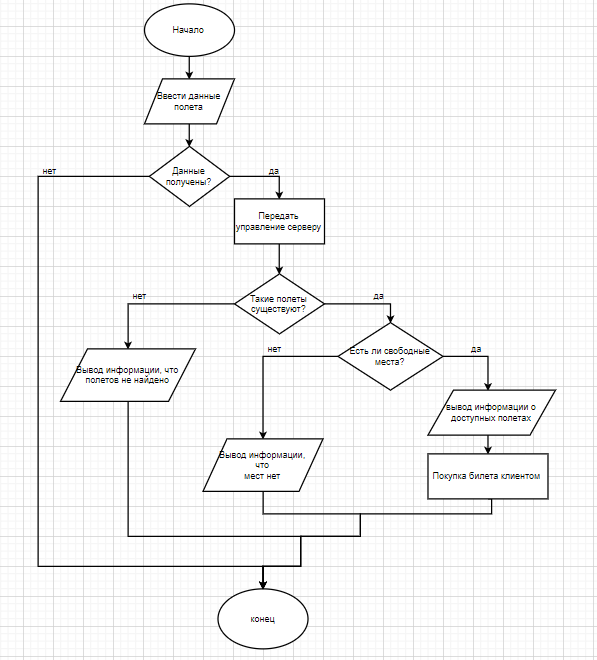 Начало
Ввести данные
полета
Данные
получены?
нет
да
Передать
управление серверу
Такие полеты
существуют?
нет
да
Есть ли свободные
места?
нет
да
Вывод информации, что
полетов не найдено
вывод информации о
доступных полетах
Вывод информации,
что
мест нет
Покупка билета клиентом
конец